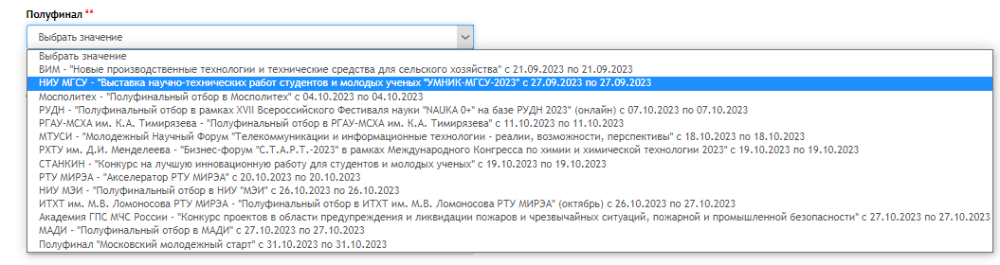 Полуфинал **
Выбрать значение
Выбрать значение
ВИМ - "Новые производственные технологии и технические средства для сельского хозяйства" с 21.09.2023 по 21.09.2023
НИУ МГСУ - "Выставка научно-технических работ студентов и молодых ученых "УМНИК-МГСУ-2023" с 27.09.2023 по 27.09.2023
Мосполитех - "Полуфинальный отбор в Мосполитех" с 04.10.2023 по 04.10.2023
РУДН - "Полуфинальный отбор в рамках XVII Всероссийского Фестиваля науки "NAUKA 0+" на базе РУДН 2023" (онлайн) с 07.10.2023 по 07.10.2023
РГАУ-МСХА им. К.А. Тимирязева - "Полуфинальный отбор в РГАУ-МСХА им. К.А. Тимирязева" с 11.10.2023 по 11.10.2023
МТУСИ - "Молодежный Научный Форум "Телекоммуникации и информационные технологии - реалии, возможности, перспективы" с 18.10.2023 по 18.10.2023
РХТУ им. Д.И. Менделеева - "Бизнес-форум "С.Т.А.Р.Т.-2023" в рамках Международного Конгресса по химии и химической технологии 2023" с 19.10.2023 по 19.10.2023
СТАНКИН - "Конкурс на лучшую инновационную работу для студентов и молодых ученых" с 19.10.2023 по 19.10.2023
РТУ МИРЭА - "Акселератор РТУ МИРЭА" с 20.10.2023 по 20.10.2023
НИУ МЭИ - "Полуфинальный отбор в НИУ "МЭИ" с 26.10.2023 по 26.10.2023
ИТХТ им. М.В. Ломоносова РТУ МИРЭА - "Полуфинальный отбор в ИТХТ им. М.В. Ломоносова РТУ МИРЭА" (октябрь) с 26.10.2023 по 27.10.2023
Академия ГПС МЧС России - "Конкурс проектов в области предупреждения и ликвидации пожаров и чрезвычайных ситуаций, пожарной и промышленной безопасности" с 27.10.2023 по 27.10.2023
МАДИ - "Полуфинальный отбор в МАДИ" с 27.10.2023 по 27.10.2023
Полуфинал "Московский молодежный старт" с 31.10.2023 по 31.10.2023